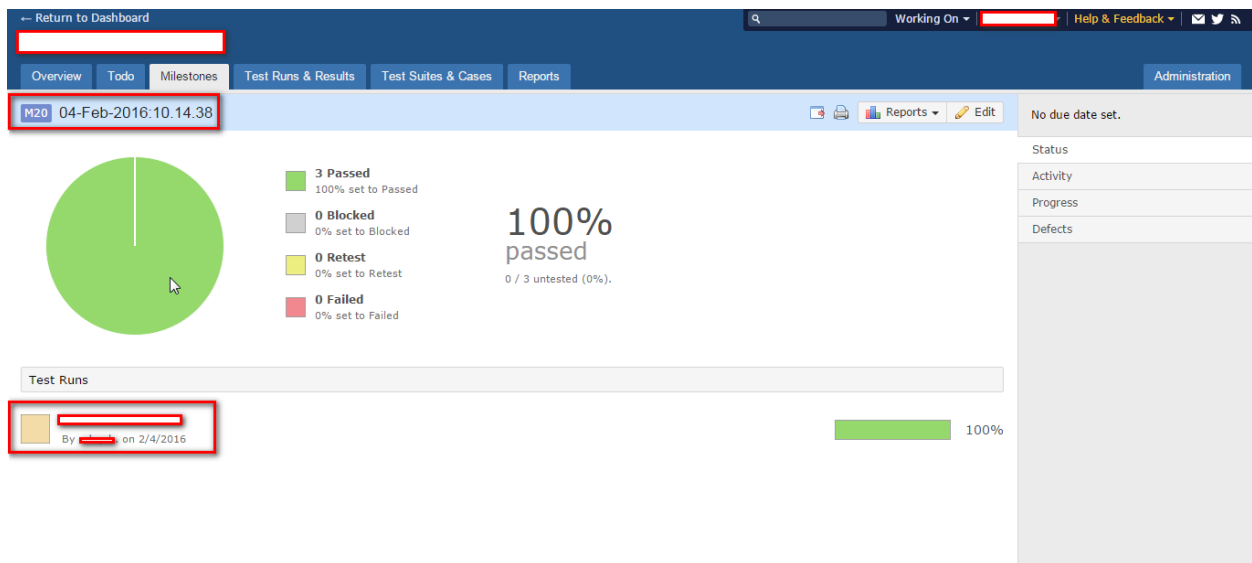 ← Return to Dashboard
Working On
Help & Feedback
Overview Todo Milestones Test Runs & Results Test Suites & Cases Reports Administration
M20 04-Feb-2016:10.14.38
Reports Edit
No due date set.
Status
Activity
Progress
Defects
3 Passed
100% set to Passed
0 Blocked
0% set to Blocked
0 Retest
0% set to Retest
0 Failed
0% set to Failed
100%
passed
0 / 3 untested (0%).
Test Runs
By on 2/4/2016
100%